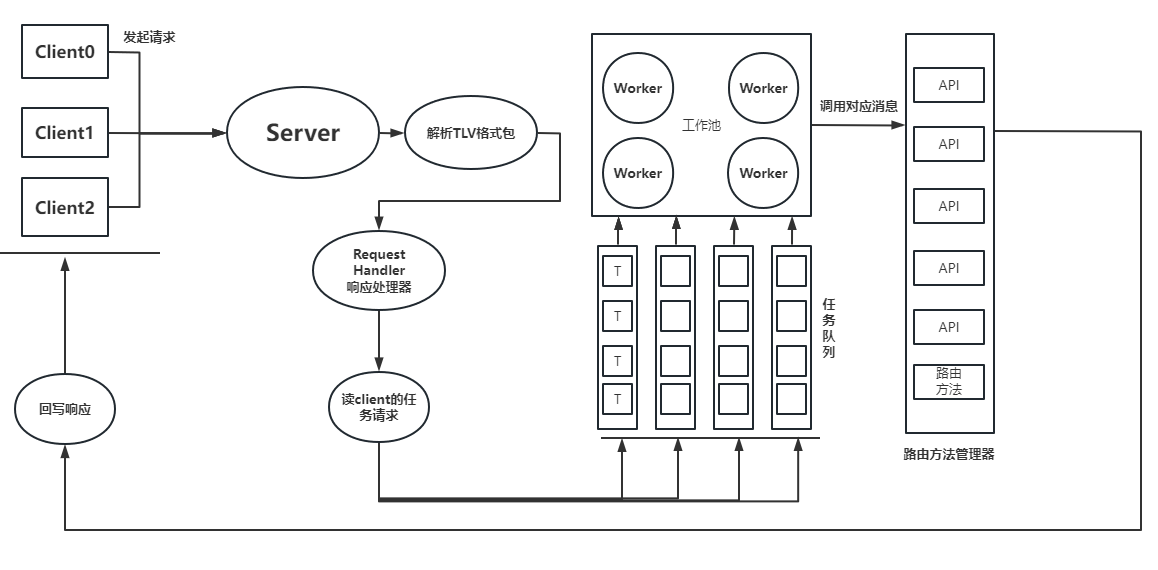 Client0
发起请求
Client1
Client2
Server
解析TLV格式包
Request
Handler
响应处理器
读client的任
务请求
回写响应
Worker
Worker
工作池
Worker
Worker
调用对应消息
T
T
T
T
任
务
队
列
API
API
API
API
API
路由
方法
路由方法管理器